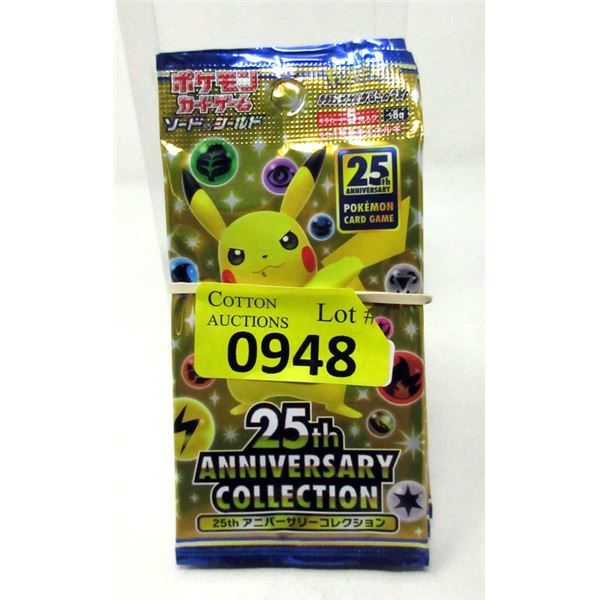 ポケモン
カードゲーム
ソード&シールド
25th
ANNIVERSARY
POKÉMON
CARD GAME
COTTON
AUCTIONS
Lot #
0948
25th
ANNIVERSARY
COLLECTION
25th アニバーサリーコレクション